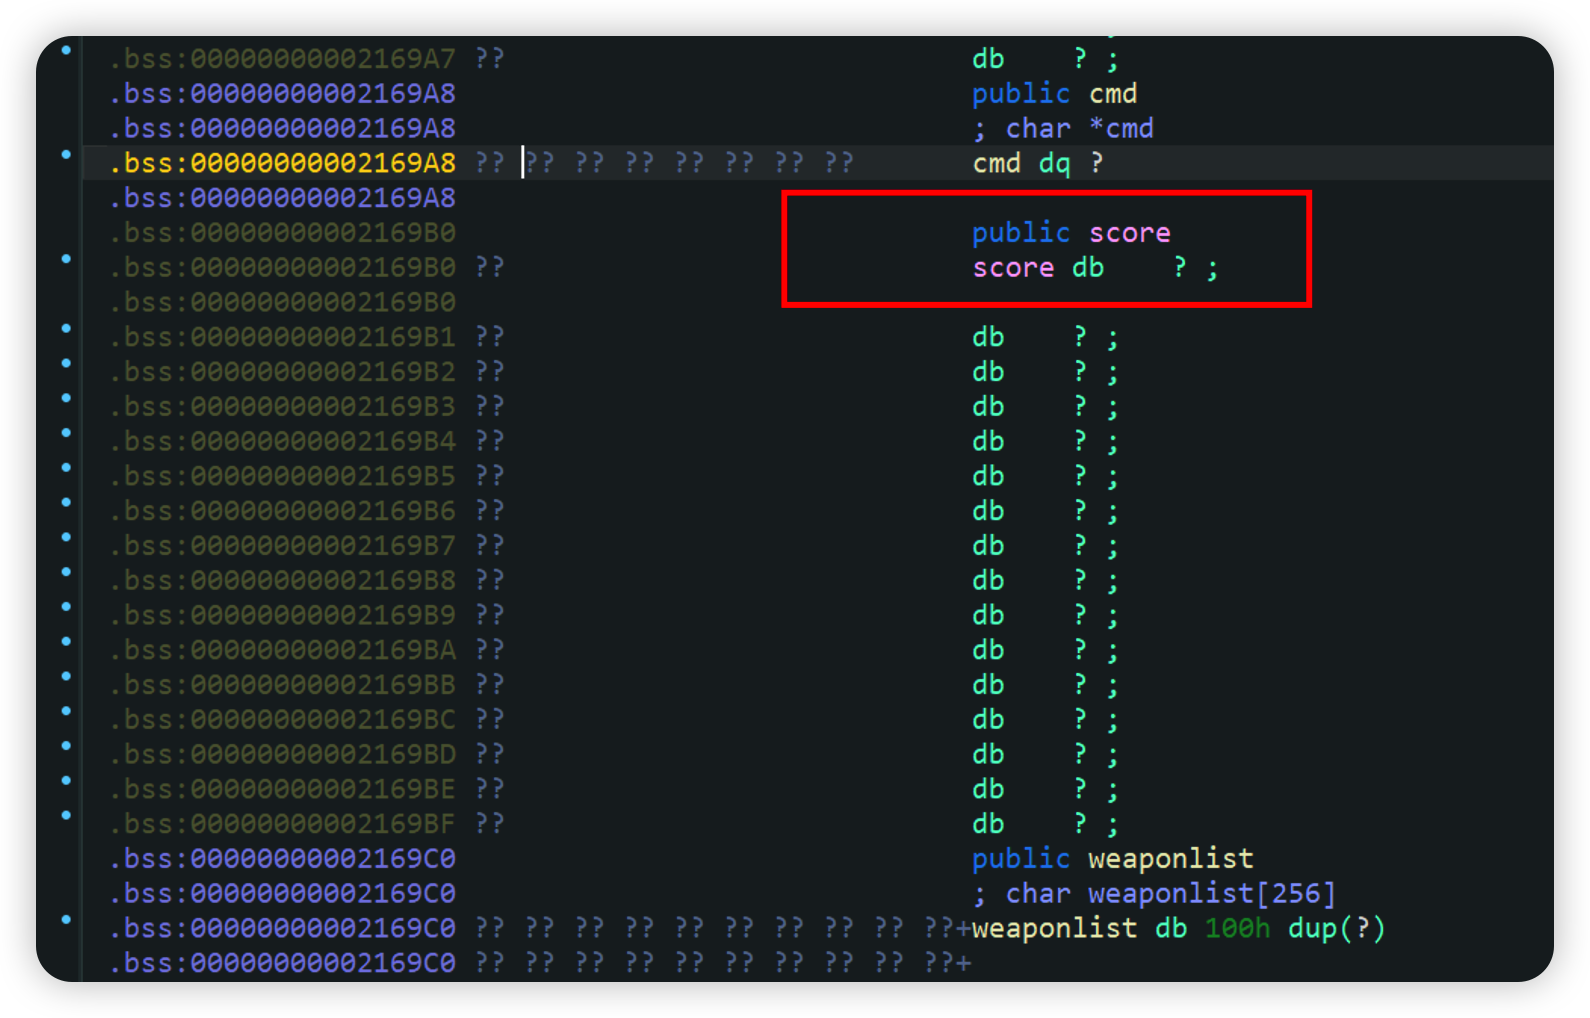 .bss:00000000002169A7 ?? db ? ;
.bss:00000000002169A8 public cmd
.bss:00000000002169A8 ; char *cmd
.bss:00000000002169A8 ?? ?? ?? ?? ?? ?? ?? ?? cmd dq ?
.bss:00000000002169A8
.bss:00000000002169B0 public score
.bss:00000000002169B0 ?? score db ? ;
.bss:00000000002169B0
.bss:00000000002169B1 ?? db ? ;
.bss:00000000002169B2 ?? db ? ;
.bss:00000000002169B3 ?? db ? ;
.bss:00000000002169B4 ?? db ? ;
.bss:00000000002169B5 ?? db ? ;
.bss:00000000002169B6 ?? db ? ;
.bss:00000000002169B7 ?? db ? ;
.bss:00000000002169B8 ?? db ? ;
.bss:00000000002169B9 ?? db ? ;
.bss:00000000002169BA ?? db ? ;
.bss:00000000002169BB ?? db ? ;
.bss:00000000002169BC ?? db ? ;
.bss:00000000002169BD ?? db ? ;
.bss:00000000002169BE ?? db ? ;
.bss:00000000002169BF ?? db ? ;
.bss:00000000002169C0 public weaponlist
.bss:00000000002169C0 ; char weaponlist[256]
.bss:00000000002169C0 ?? ?? ?? ?? ?? ?? ?? ?? ?? ??+weaponlist db 100h dup(?)
.bss:00000000002169C0 ?? ?? ?? ?? ?? ?? ?? ?? ?? ??+